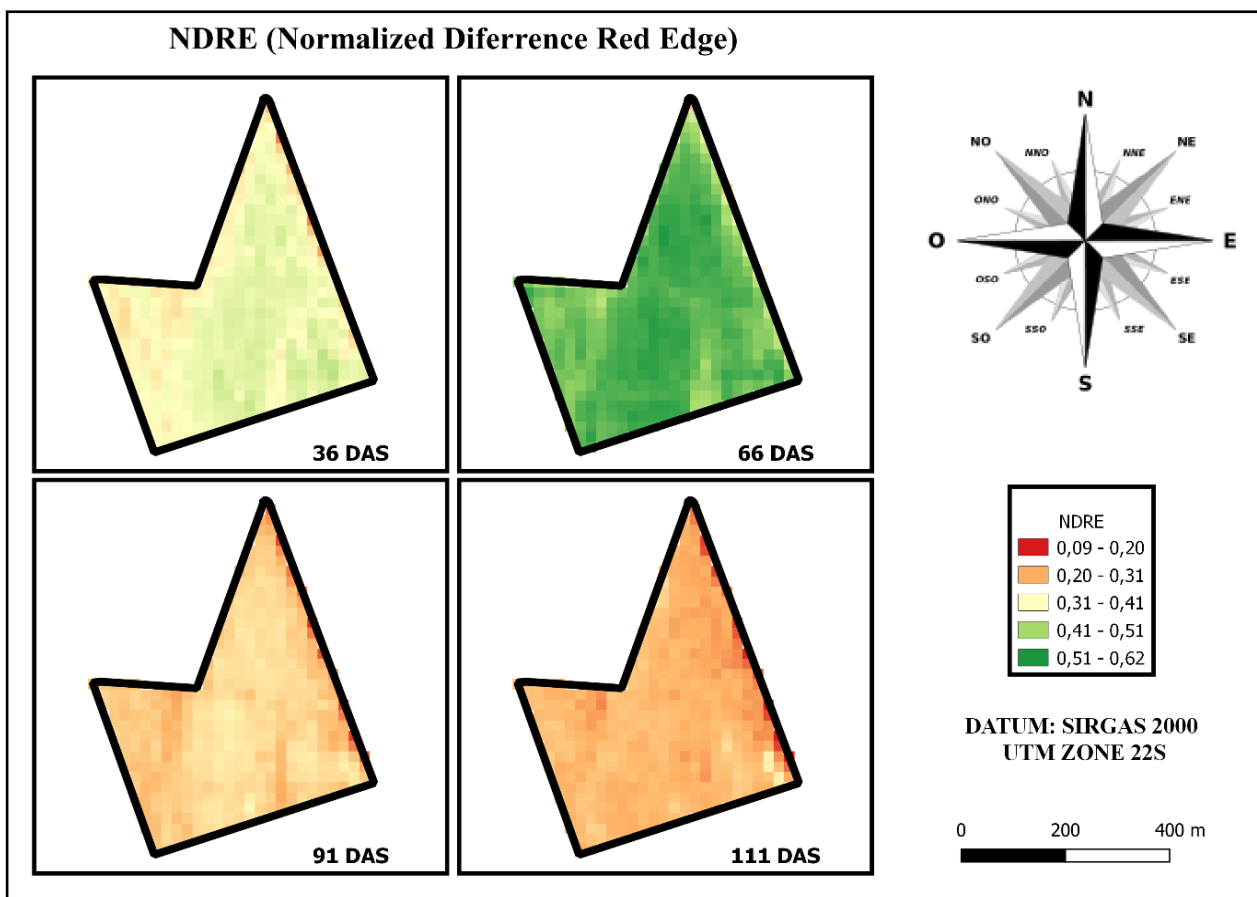 NDRE (Normalized Diferrence Red Edge)
36 DAS
66 DAS
91 DAS
111 DAS
N
NO
NE
NNO
NNE
ONO
ENE
O
E
OSO
ESE
SO
SE
SSO
SSE
S
NDRE
0,09 - 0,20
0,20 - 0,31
0,31 - 0,41
0,41 - 0,51
0,51 - 0,62
DATUM: SIRGAS 2000
UTM ZONE 22S
0 200 400 m